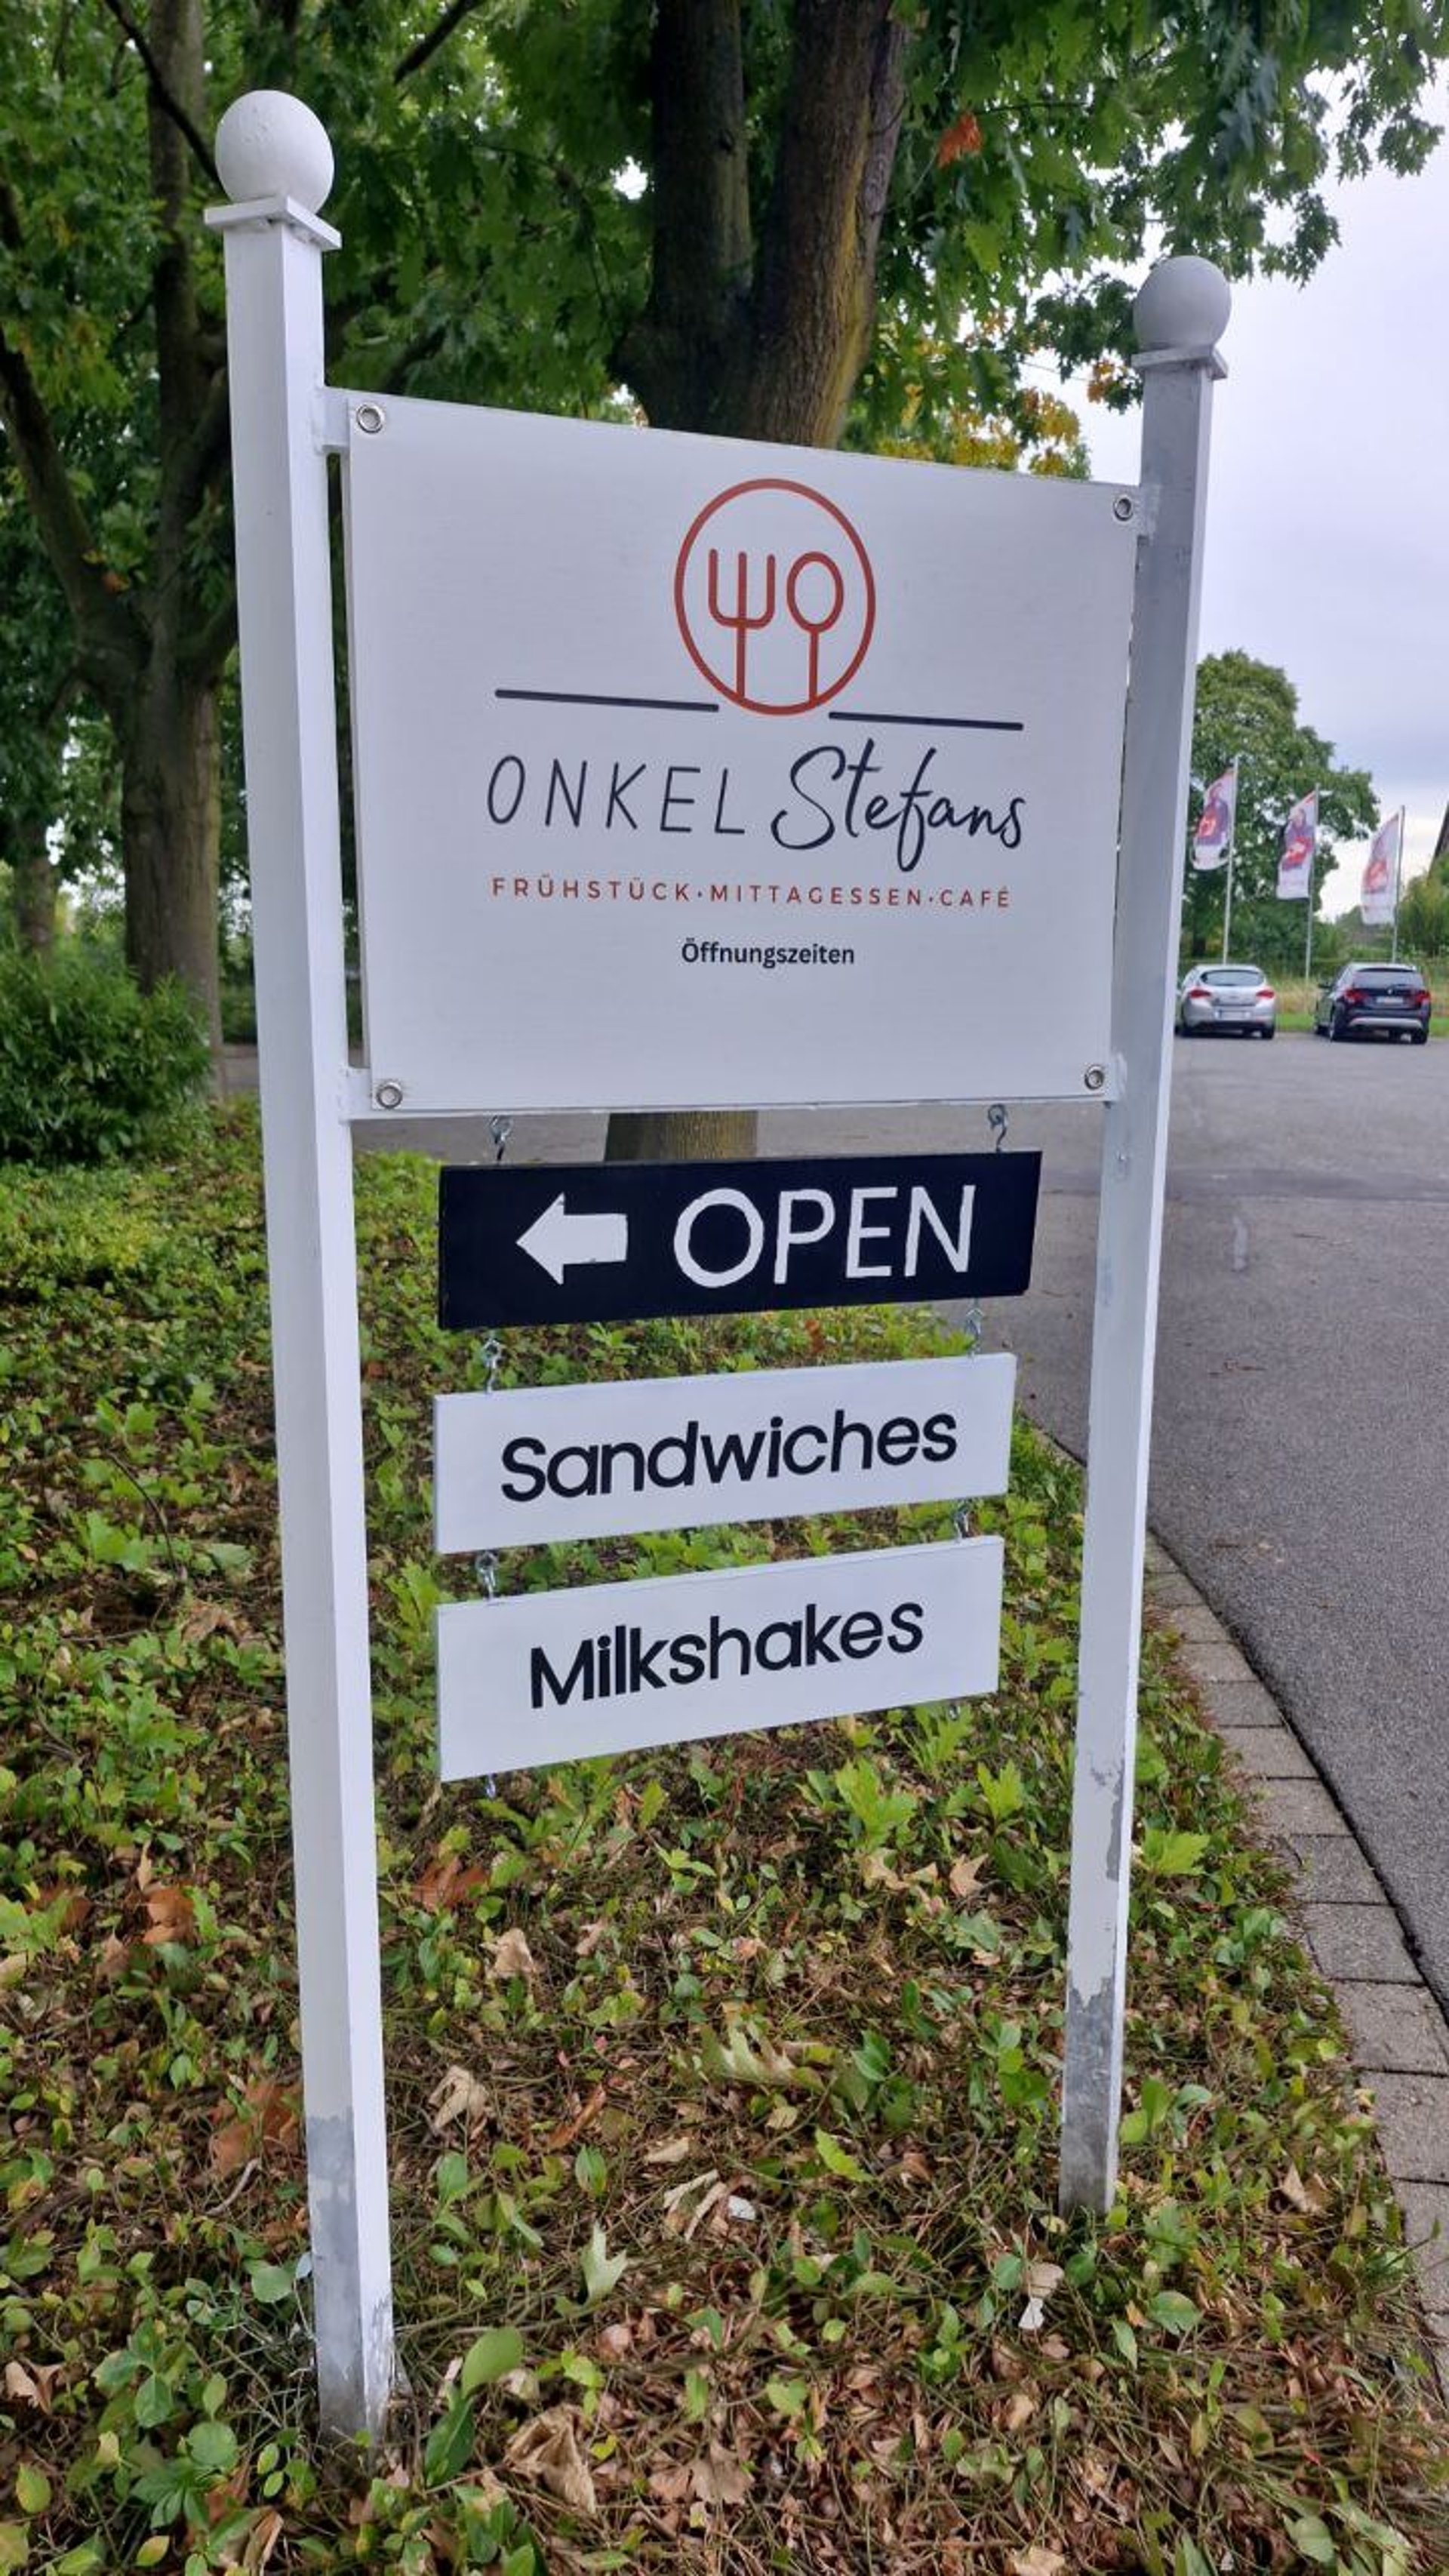 ONKEL Stefans
FRÜHSTÜCK·MITTAGESSEN·CAFÉ
Öffnungszeiten
OPEN
Sandwiches
Milkshakes